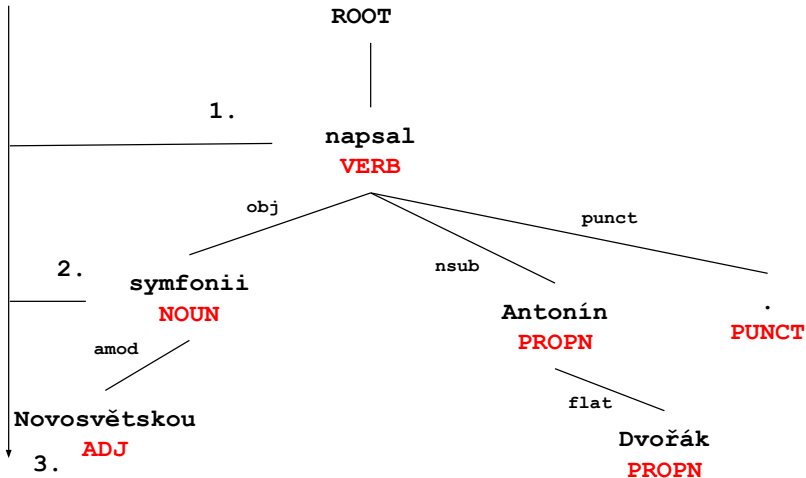 ROOT
1.
napsal
VERB
obj
punct
nsub
2.
symfonii
NOUN
Antonín
PROPN
.
PUNCT
amod
flat
Novosvětskou
ADJ
Dvořák
PROPN
3.